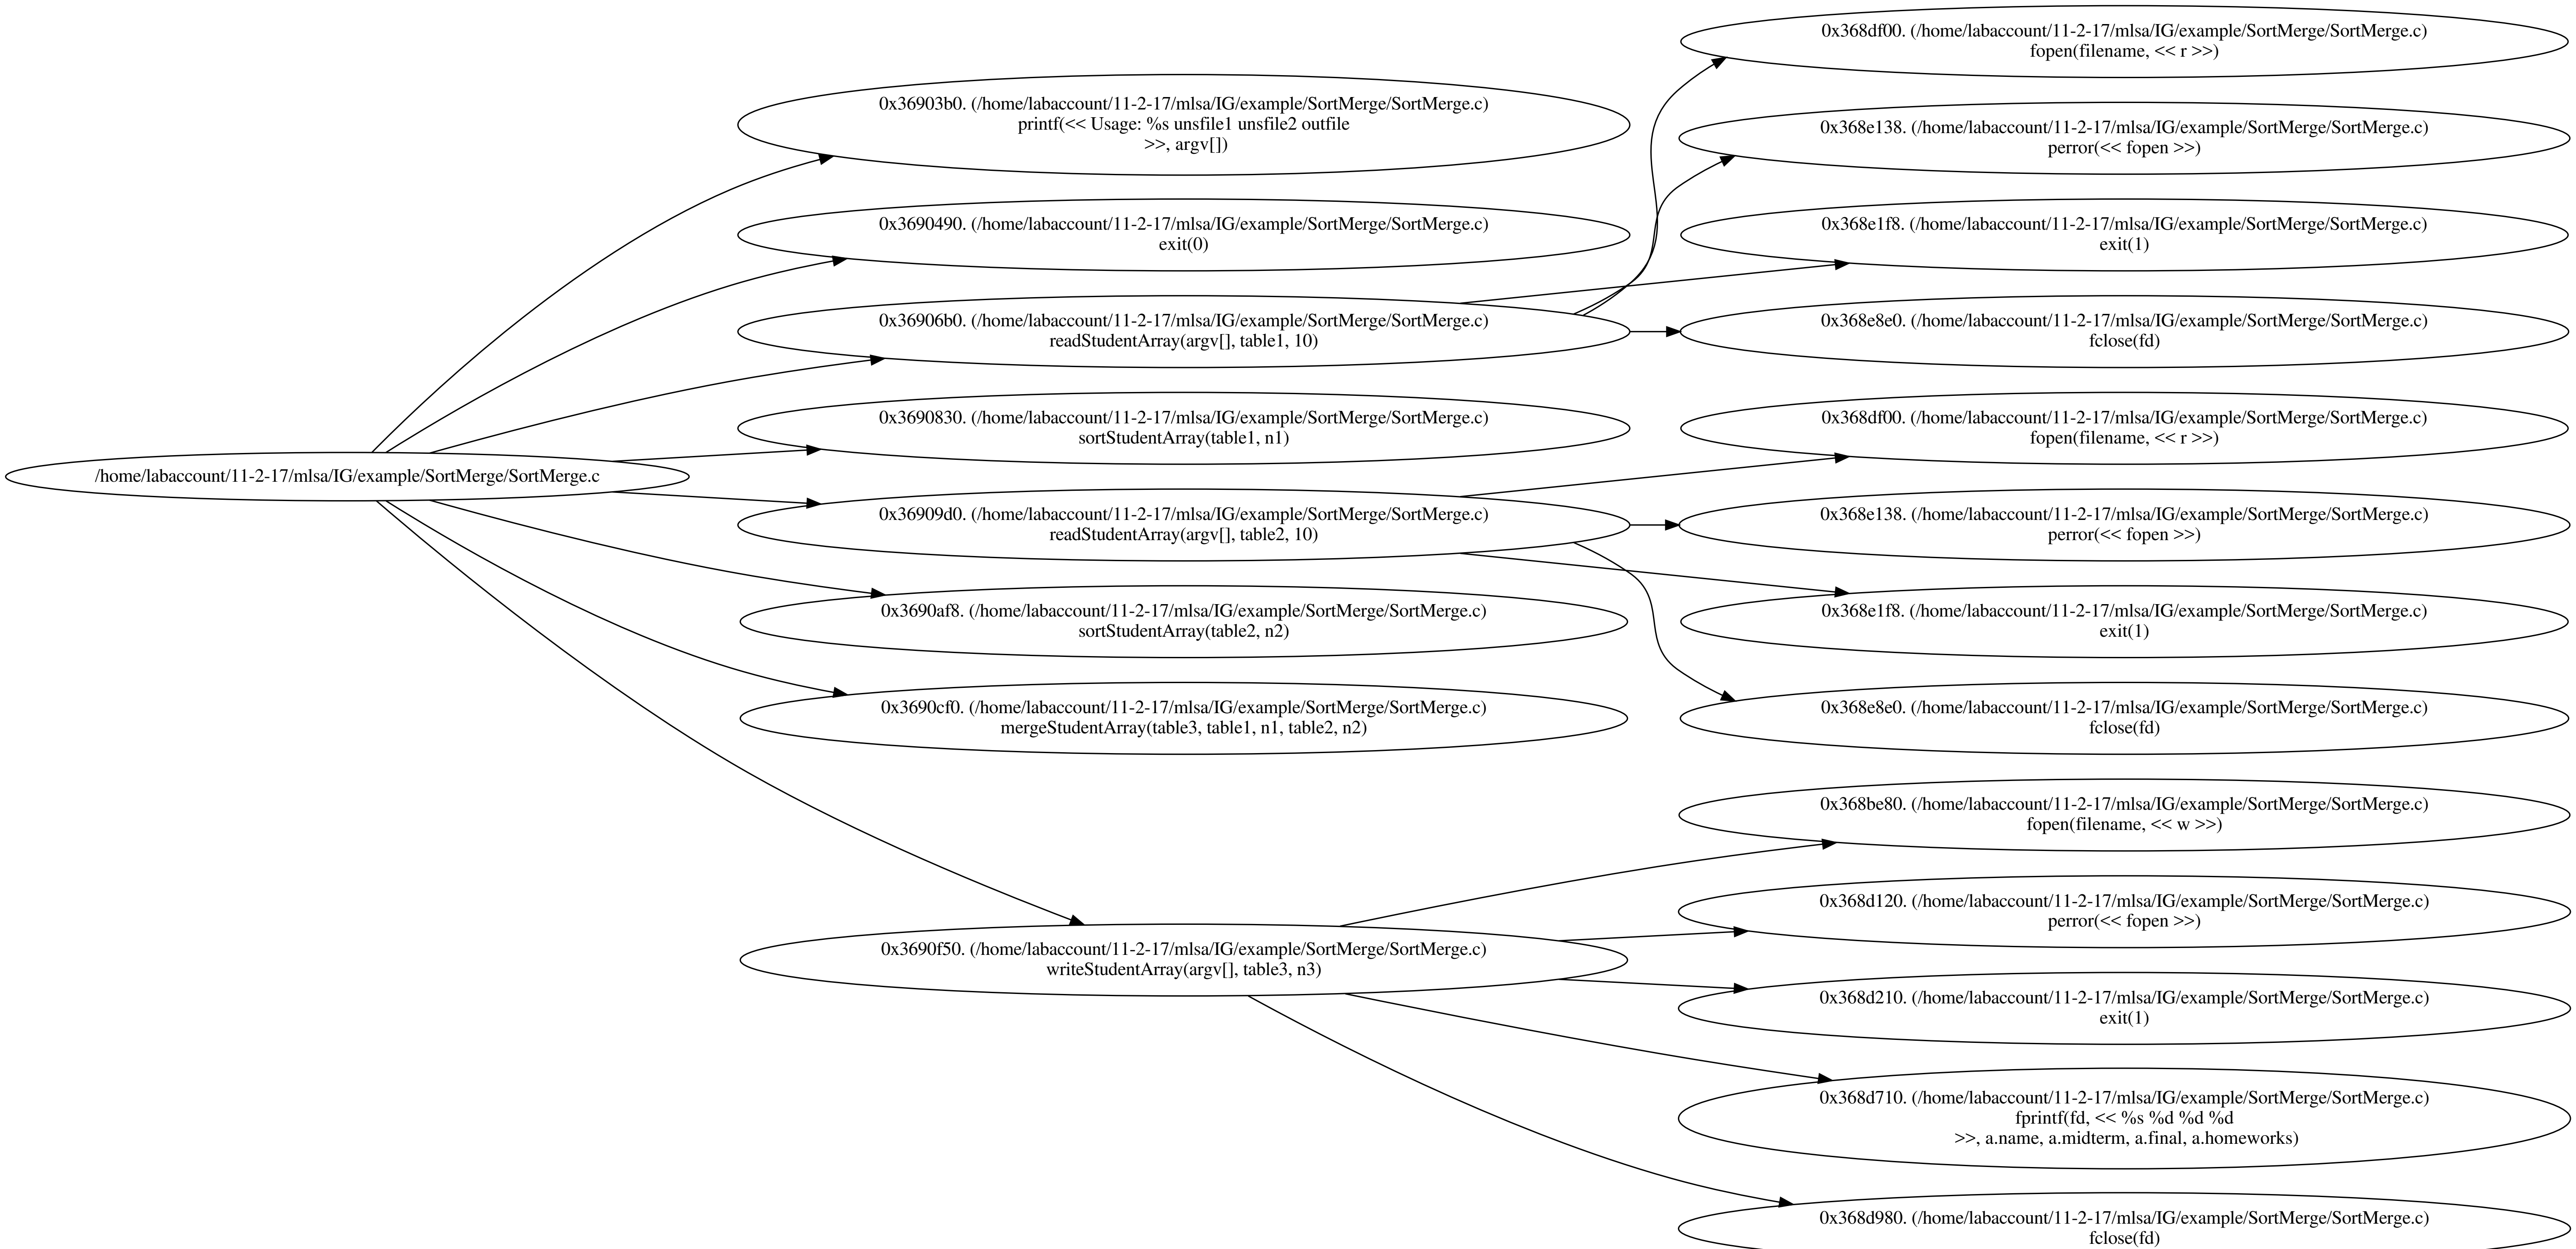 /home/labaccount/11-2-17/mlsa/IG/example/SortMerge/SortMerge.c
0x36903b0. (/home/labaccount/11-2-17/mlsa/IG/example/SortMerge/SortMerge.c)
printf(<< Usage: %s unsfile1 unsfile2 outfile
>>, argv[])
0x3690490. (/home/labaccount/11-2-17/mlsa/IG/example/SortMerge/SortMerge.c)
exit(0)
0x36906b0. (/home/labaccount/11-2-17/mlsa/IG/example/SortMerge/SortMerge.c)
readStudentArray(argv[], table1, 10)
0x3690830. (/home/labaccount/11-2-17/mlsa/IG/example/SortMerge/SortMerge.c)
sortStudentArray(table1, n1)
0x36909d0. (/home/labaccount/11-2-17/mlsa/IG/example/SortMerge/SortMerge.c)
readStudentArray(argv[], table2, 10)
0x3690af8. (/home/labaccount/11-2-17/mlsa/IG/example/SortMerge/SortMerge.c)
sortStudentArray(table2, n2)
0x3690cf0. (/home/labaccount/11-2-17/mlsa/IG/example/SortMerge/SortMerge.c)
mergeStudentArray(table3, table1, n1, table2, n2)
0x3690f50. (/home/labaccount/11-2-17/mlsa/IG/example/SortMerge/SortMerge.c)
writeStudentArray(argv[], table3, n3)
0x368df00. (/home/labaccount/11-2-17/mlsa/IG/example/SortMerge/SortMerge.c)
fopen(filename, << r >>)
0x368e138. (/home/labaccount/11-2-17/mlsa/IG/example/SortMerge/SortMerge.c)
perror(<< fopen >>)
0x368e1f8. (/home/labaccount/11-2-17/mlsa/IG/example/SortMerge/SortMerge.c)
exit(1)
0x368e8e0. (/home/labaccount/11-2-17/mlsa/IG/example/SortMerge/SortMerge.c)
fclose(fd)
0x368df00. (/home/labaccount/11-2-17/mlsa/IG/example/SortMerge/SortMerge.c)
fopen(filename, << r >>)
0x368e138. (/home/labaccount/11-2-17/mlsa/IG/example/SortMerge/SortMerge.c)
perror(<< fopen >>)
0x368e1f8. (/home/labaccount/11-2-17/mlsa/IG/example/SortMerge/SortMerge.c)
exit(1)
0x368e8e0. (/home/labaccount/11-2-17/mlsa/IG/example/SortMerge/SortMerge.c)
fclose(fd)
0x368be80. (/home/labaccount/11-2-17/mlsa/IG/example/SortMerge/SortMerge.c)
fopen(filename, << w >>)
0x368d120. (/home/labaccount/11-2-17/mlsa/IG/example/SortMerge/SortMerge.c)
perror(<< fopen >>)
0x368d210. (/home/labaccount/11-2-17/mlsa/IG/example/SortMerge/SortMerge.c)
exit(1)
0x368d710. (/home/labaccount/11-2-17/mlsa/IG/example/SortMerge/SortMerge.c)
fprintf(fd, << %s %d %d %d
>>, a.name, a.midterm, a.final, a.homeworks)
0x368d980. (/home/labaccount/11-2-17/mlsa/IG/example/SortMerge/SortMerge.c)
fclose(fd)